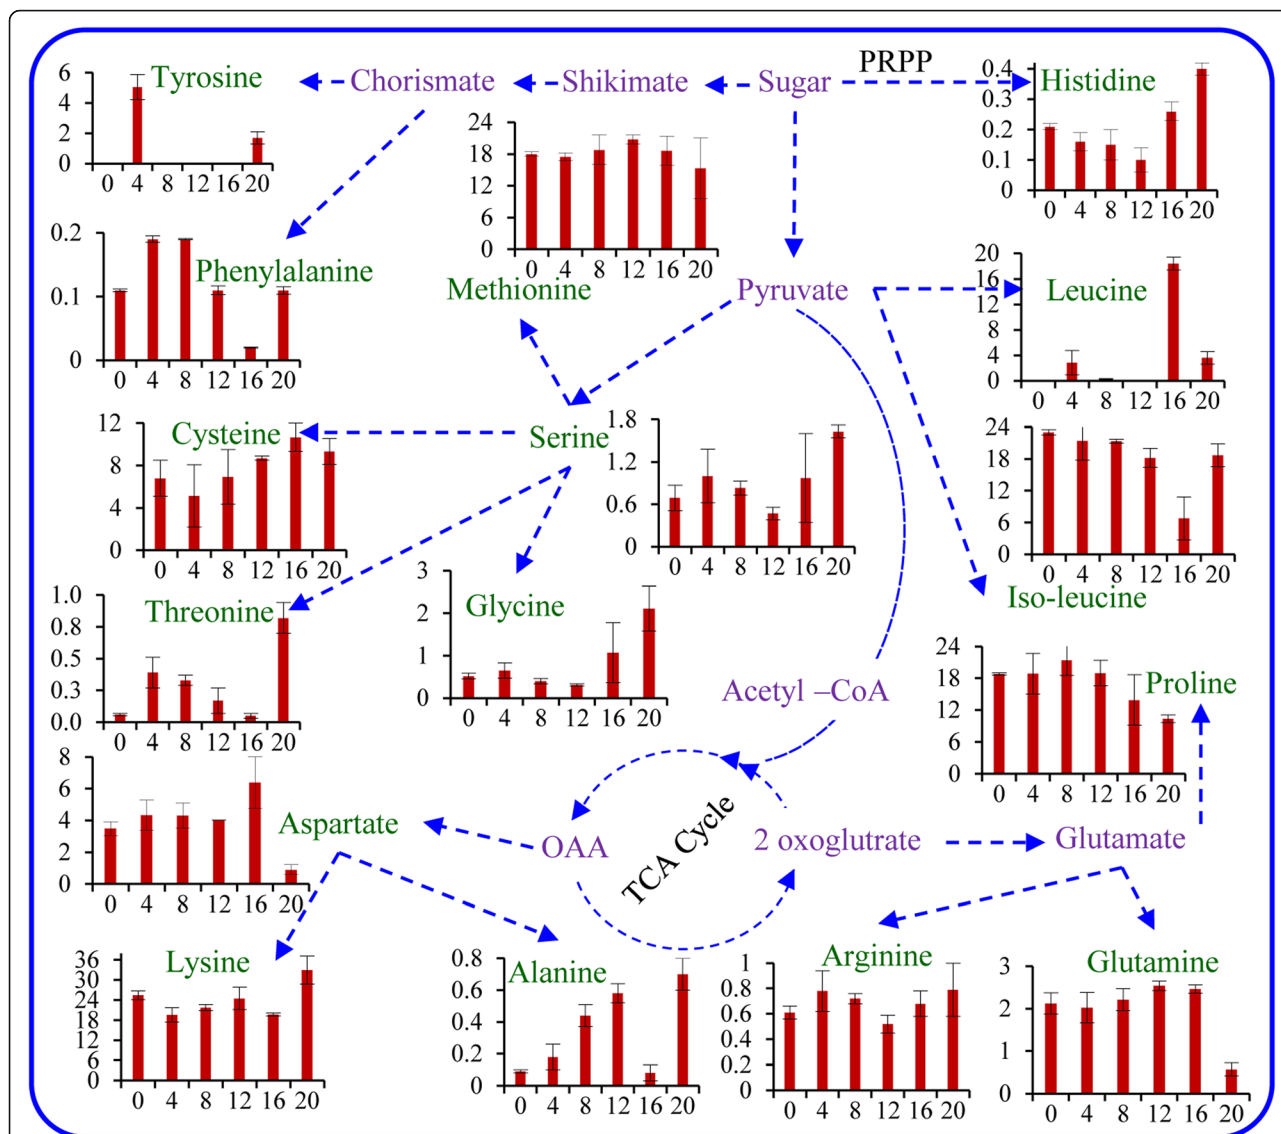 Tyrosine
6
4
2
0
0 4 8 12 16 20
Chorismate
Shikimate
Sugar
PRPP
Histidine
0.4
0.3
0.2
0.1
0
0 4 8 12 16 20
24
18
12
6
0
0 4 8 12 16 20
Methionine
0.2
0.1
0
Phenylalanine
0 4 8 12 16 20
Pyruvate
20
16
12
8
4
0
Leucine
0 4 8 12 16 20
12
8
4
0
Cysteine
0 4 8 12 16 20
Serine
1.8
1.2
0.6
0
0 4 8 12 16 20
24
18
12
6
0
0 4 8 12 16 20
Iso-leucine
1.0
0.8
0.5
0.3
0.0
Threonine
0 4 8 12 16 20
3
2
1
0
Glycine
0 4 8 12 16 20
Acetyl –CoA
24
18
12
6
0
Proline
0 4 8 12 16 20
8
6
4
2
0
Aspartate
0 4 8 12 16 20
OAA
TCA Cycle
2 oxoglutrate
Glutamate
36
30
24
18
12
6
0
Lysine
0 4 8 12 16 20
0.8
0.6
0.4
0.2
0
Alanine
0 4 8 12 16 20
1
0.8
0.6
0.4
0.2
0
Arginine
0 4 8 12 16 20
3
2
1
0
Glutamine
0 4 8 12 16 20